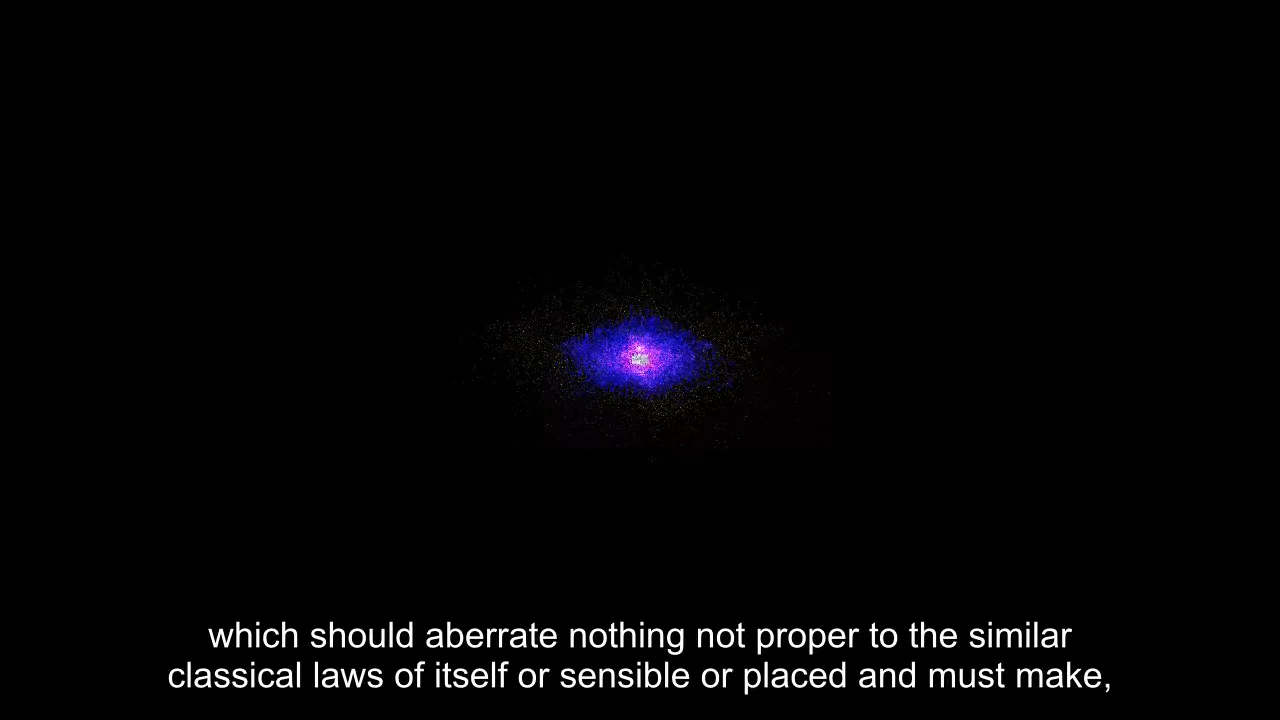 which should aberrate nothing not proper to the similar
classical laws of itself or sensible or placed and must make,